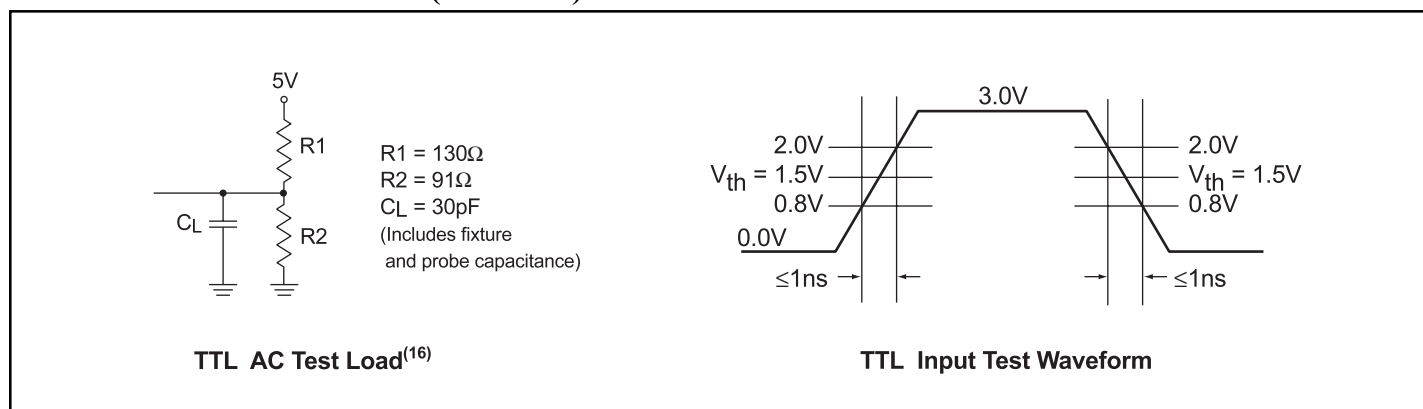 5V
R1
R1 = 130Ω
R2 = 91Ω
CL = 30pF
(Includes fixture
and probe capacitance)
CL
R2
TTL AC Test Load(16)
3.0V
2.0V
2.0V
Vth = 1.5V
Vth = 1.5V
0.8V
0.8V
0.0V
≤1ns
≤1ns
TTL Input Test Waveform